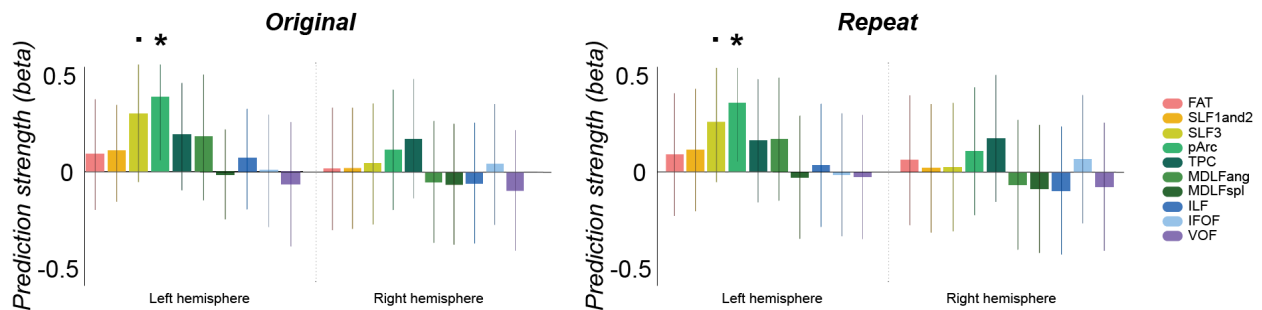 Original
▪ *
Prediction strength (beta)
0.5
0
-0.5
Left hemisphere
Right hemisphere
Repeat
▪ *
Prediction strength (beta)
0.5
0
-0.5
Left hemisphere
Right hemisphere
FAT
SLF1and2
SLF3
pArc
TPC
MDLFang
MDLFspl
ILF
IFOF
VOF